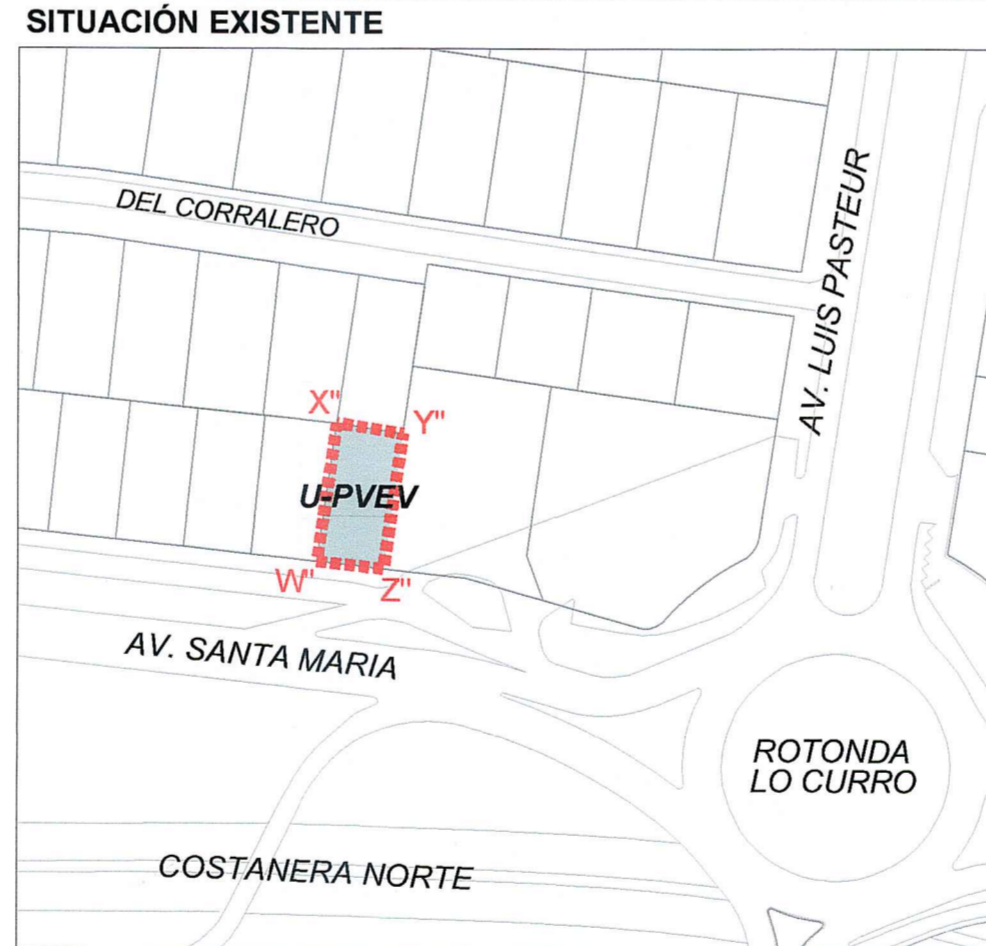 SITUACIÓN EXISTENTE
DEL CORRALERO
AV. LUIS PASTEUR
X"
Y"
U-PVEV
W"
Z"
AV. SANTA MARIA
ROTONDA
LO CURRO
COSTANERA NORTE